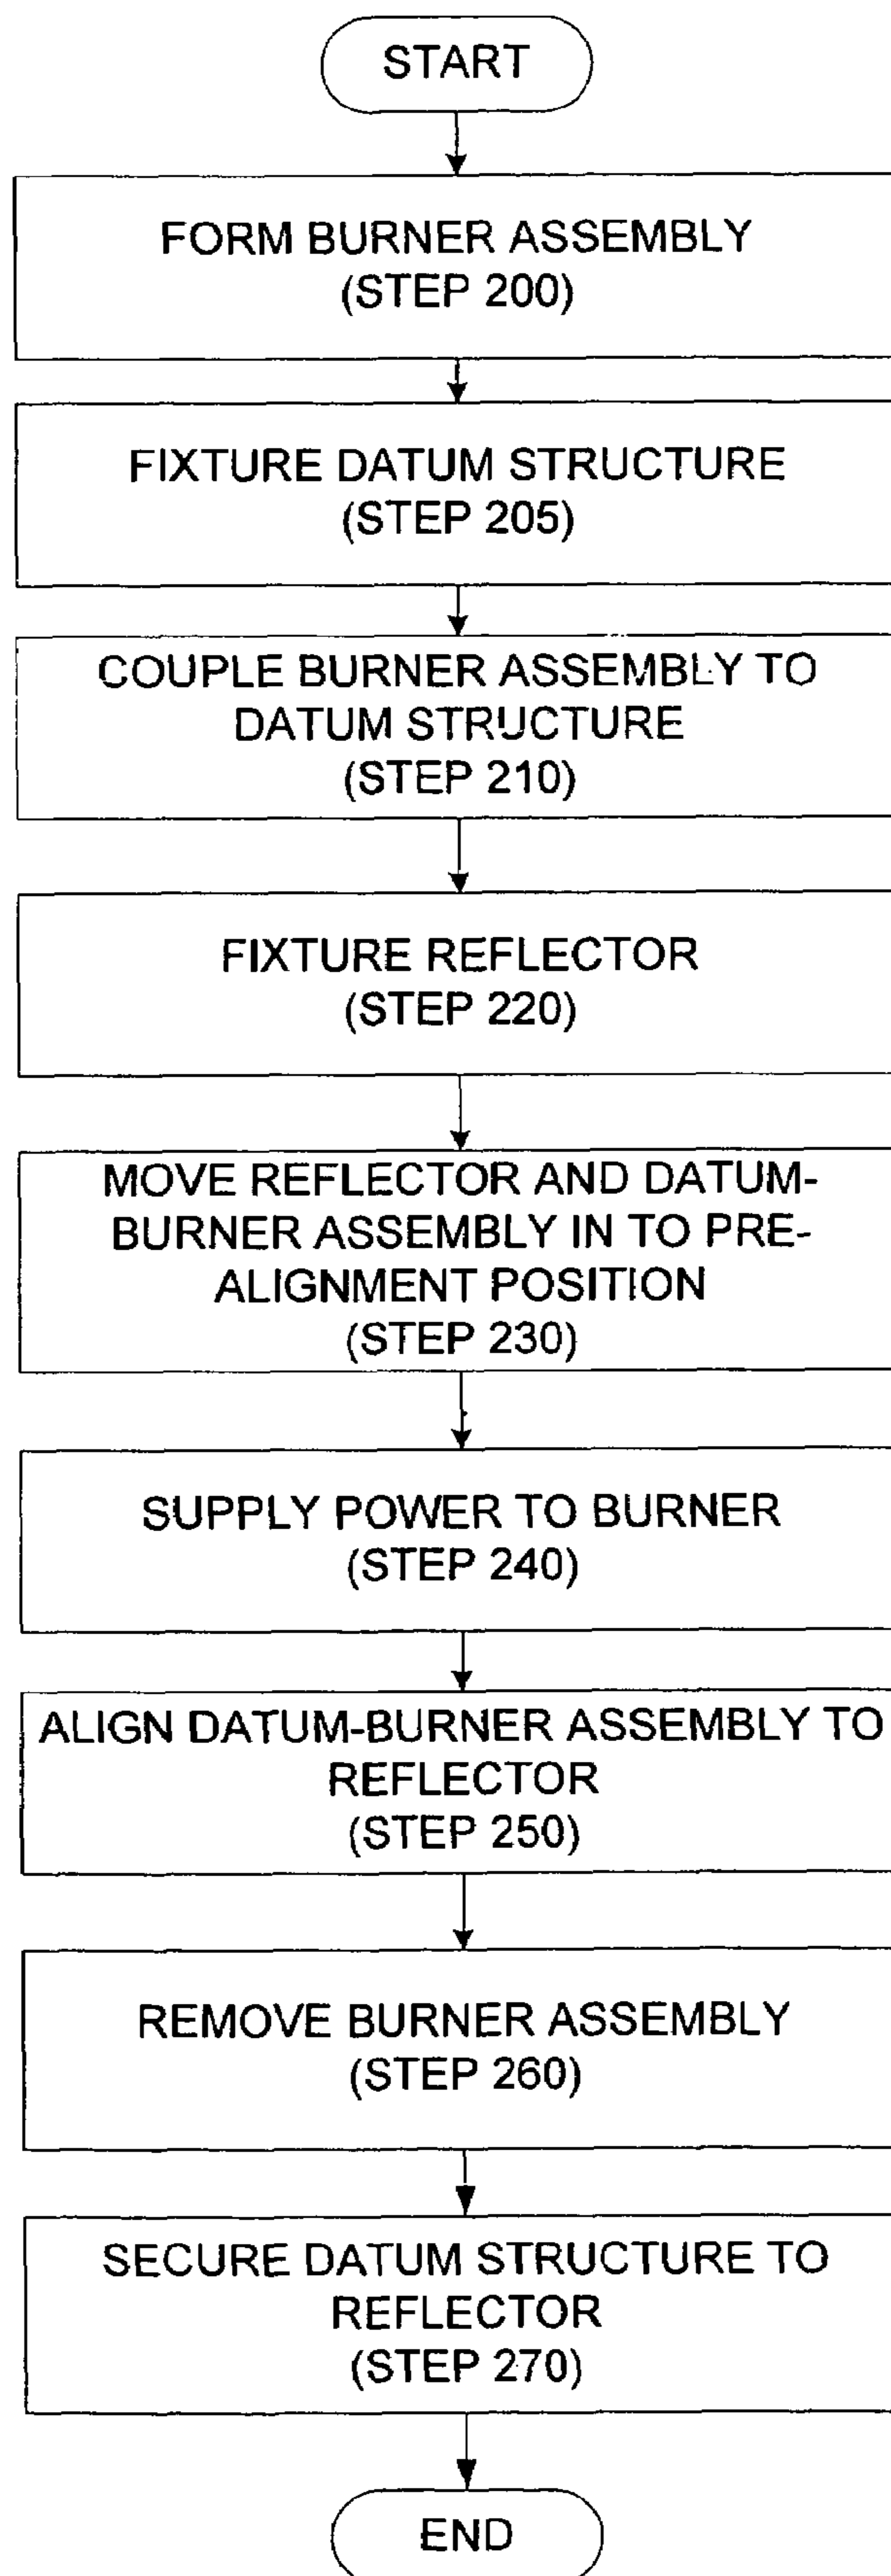 START
FORM BURNER ASSEMBLY
(STEP 200)
FIXTURE DATUM STRUCTURE
(STEP 205)
COUPLE BURNER ASSEMBLY TO
DATUM STRUCTURE
(STEP 210)
FIXTURE REFLECTOR
(STEP 220)
MOVE REFLECTOR AND DATUM-
BURNER ASSEMBLY IN TO PRE-
ALIGNMENT POSITION
(STEP 230)
SUPPLY POWER TO BURNER
(STEP 240)
ALIGN DATUM-BURNER ASSEMBLY TO
REFLECTOR
(STEP 250)
REMOVE BURNER ASSEMBLY
(STEP 260)
SECURE DATUM STRUCTURE TO
REFLECTOR
(STEP 270)
END